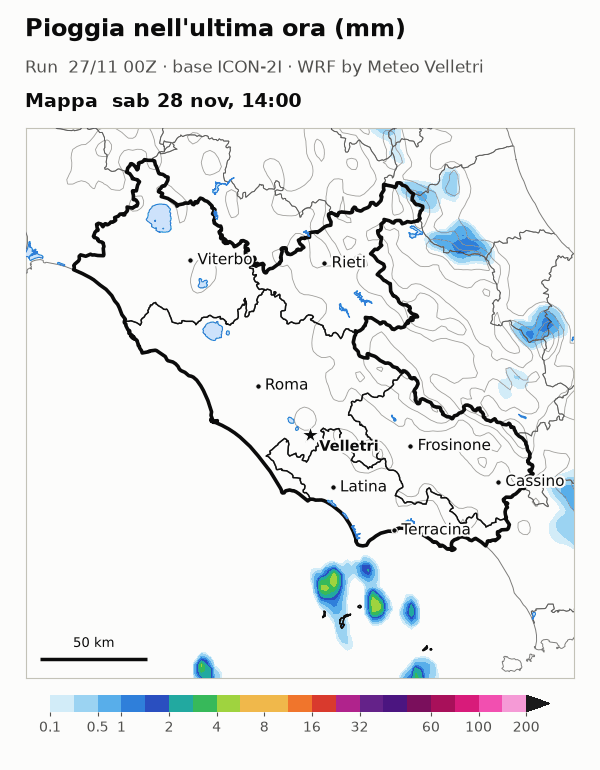 Pioggia nell'ultima ora (mm)
Run  27/11 00Z · base ICON-2I · WRF by Meteo Velletri
Mappa  sab 28 nov, 14:00
Viterbo
Rieti
Roma
Velletri
Frosinone
Latina
Cassino
Terracina
50 km
0.1 0.5 1 2 4 8 16 32 60 100 200